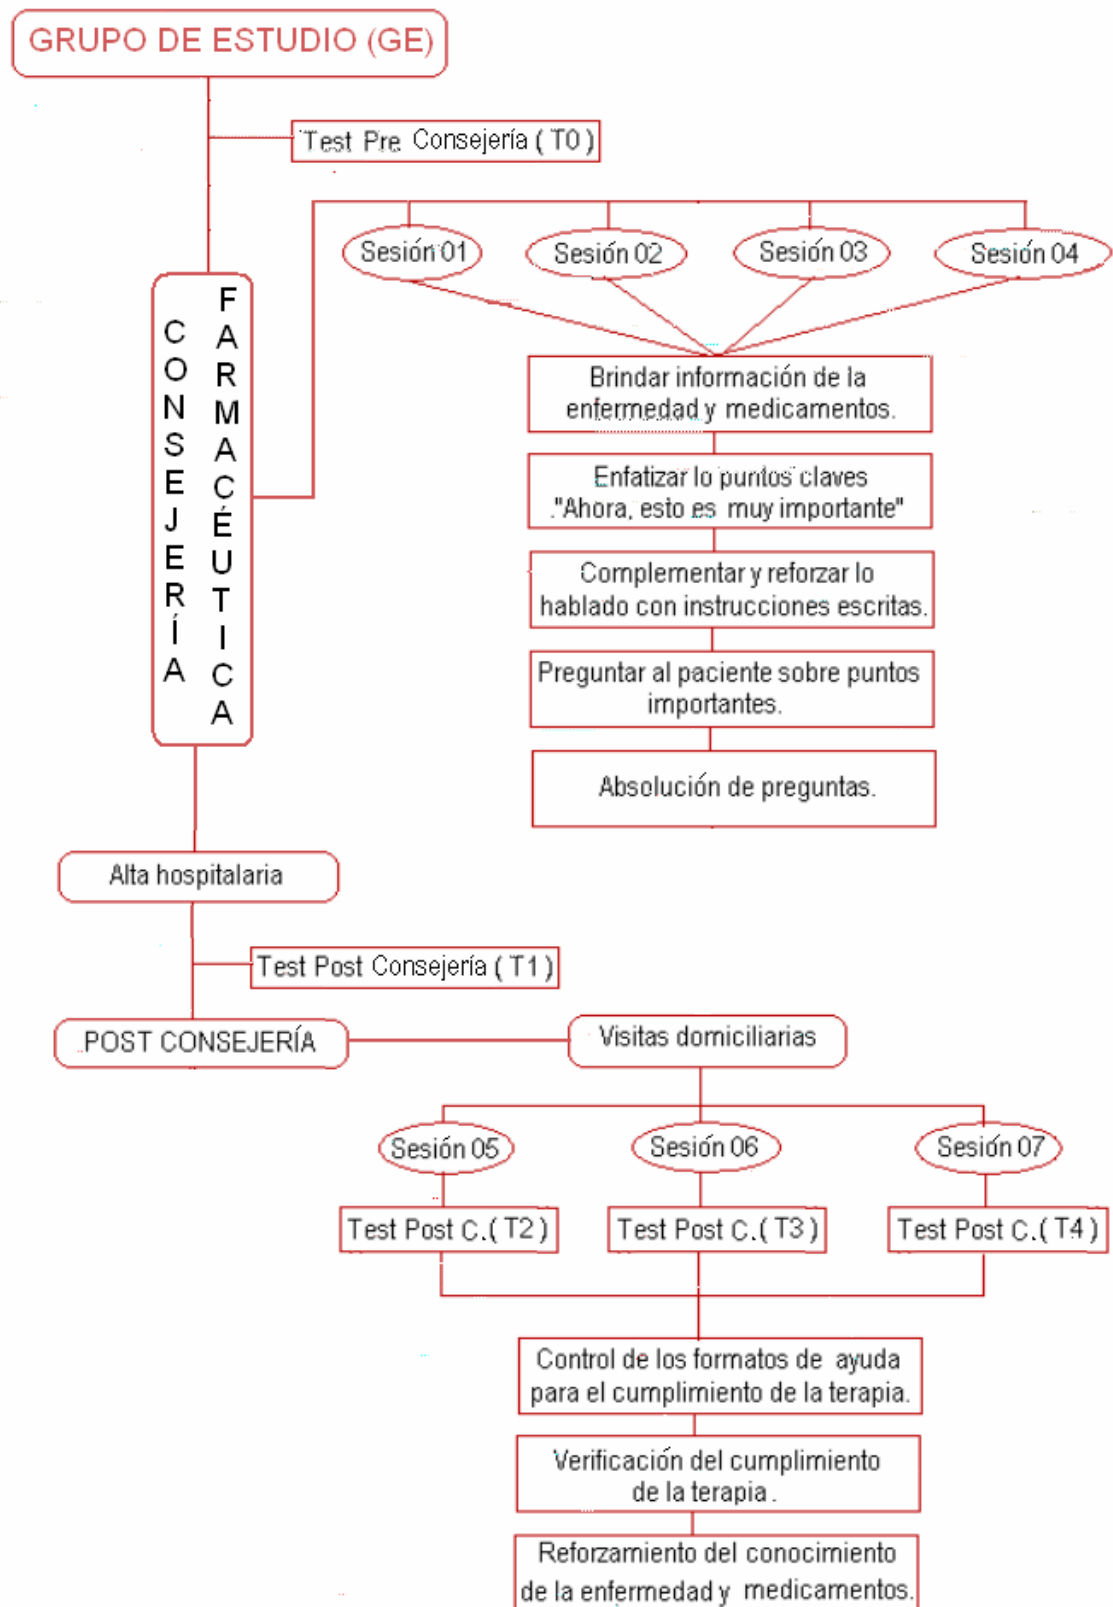 GRUPO DE ESTUDIO (GE)
Test Pre Consejería ( T0 )
Sesión 01
Sesión 02
Sesión 03
Sesión 04
CONSEJERÍA
FARMACÉUTICA
Brindar información de la
enfermedad y medicamentos.
Enfatizar lo puntos claves
."Ahora, esto es muy importante"
Complementar y reforzar lo
hablado con instrucciones escritas.
Preguntar al paciente sobre puntos
importantes.
Absolución de preguntas.
Alta hospitalaria
Test Post Consejería ( T1 )
POST CONSEJERÍA
Visitas domiciliarias
Sesión 05
Sesión 06
Sesión 07
Test Post C. ( T2 )
Test Post C. ( T3 )
Test Post C. ( T4 )
Control de los formatos de ayuda
para el cumplimiento de la terapia.
Verificación del cumplimiento
de la terapia .
Reforzamiento del conocimiento
de la enfermedad y medicamentos.